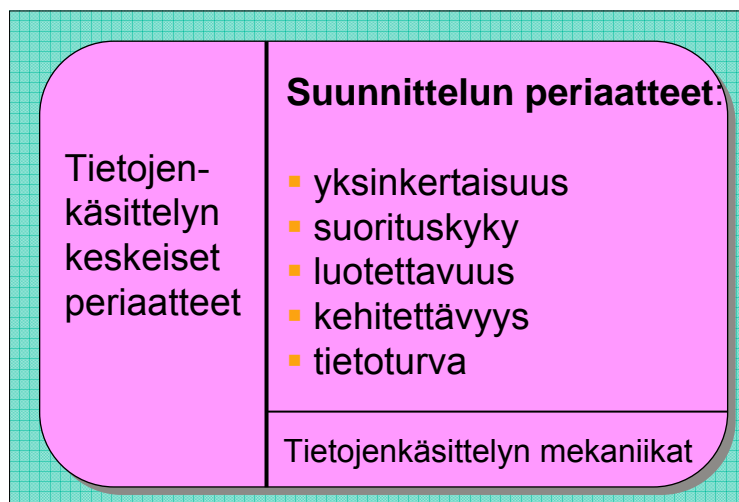 Tietojen-
käsittelyn
keskeiset
periaatteet
Suunnittelun periaatteet:
yksinkertaisuus
suorituskyky
luotettavuus
kehitettävyys
tietoturva
Tietojenkäsittelyn mekaniikat